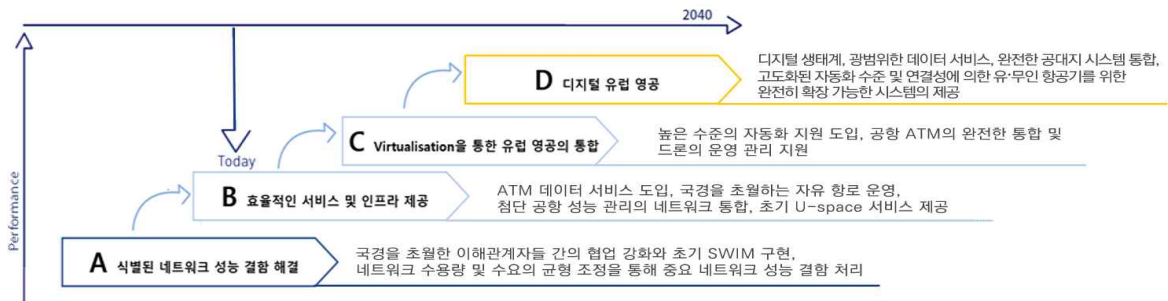 2040
D 디지털 유럽 영공
디지털 생태계, 광범위한 데이터 서비스, 완전한 공대지 시스템 통합,
고도화된 자동화 수준 및 연결성에 의한 유·무인 항공기를 위한
완전히 확장 가능한 시스템의 제공
C Virtualisation을 통한 유럽 영공의 통합
높은 수준의 자동화 지원 도입, 공항 ATM의 완전한 통합 및
드론의 운영 관리 지원
Today
B 효율적인 서비스 및 인프라 제공
ATM 데이터 서비스 도입, 국경을 초월하는 자유 항로 운영,
첨단 공항 성능 관리의 네트워크 통합, 초기 U-space 서비스 제공
A 식별된 네트워크 성능 결함 해결
국경을 초월한 이해관계자들 간의 협업 강화와 초기 SWIM 구현,
네트워크 수용량 및 수요의 균형 조정을 통해 중요 네트워크 성능 결함 처리
Performance